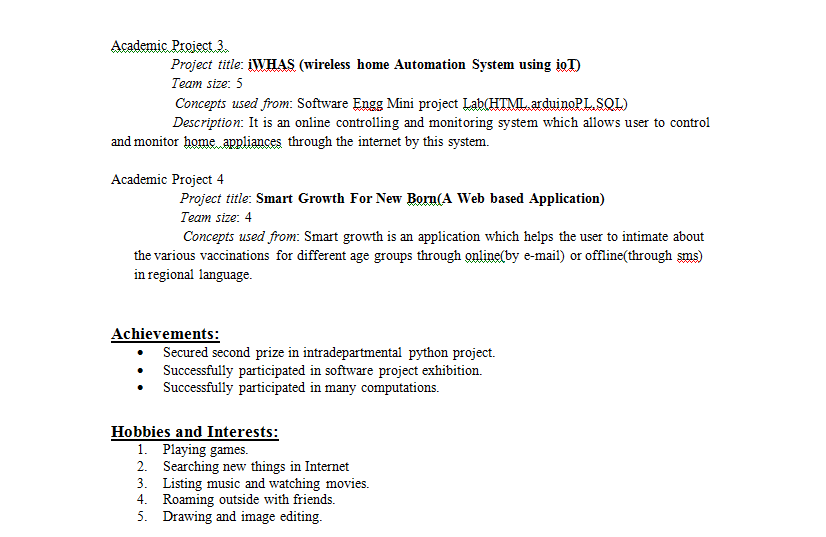 Academic Project 3.
Project title: iWHAS (wireless home Automation System using ioT)
Team size: 5
Concepts used from: Software Engg Mini project Lab(HTML,arduinoPL,SQL)
Description: It is an online controlling and monitoring system which allows user to control
and monitor home appliances through the internet by this system.
Academic Project 4
Project title: Smart Growth For New Born(A Web based Application)
Team size: 4
Concepts used from: Smart growth is an application which helps the user to intimate about
the various vaccinations for different age groups through online(by e-mail) or offline(through sms)
in regional language.
Achievements:
• Secured second prize in intradepartmental python project.
• Successfully participated in software project exhibition.
• Successfully participated in many computations.
Hobbies and Interests:
1. Playing games.
2. Searching new things in Internet
3. Listing music and watching movies.
4. Roaming outside with friends.
5. Drawing and image editing.